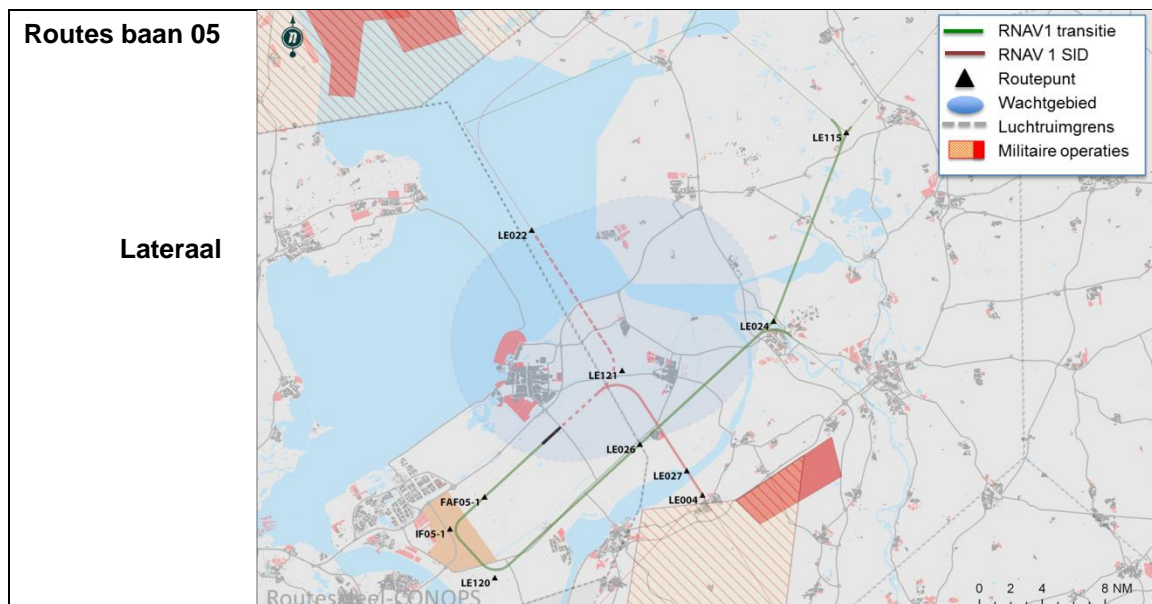 Routes baan 05
Lateraal
n
RNAV1 transitie
RNAV 1 SID
Routepunt
Wachtgebied
Luchtruimgrens
Militaire operaties
LE115
LE022
LE024
LE121
LE026
LE027
LE004
FAF05-1
IF05-1
LE120
0 2 4 8 NM